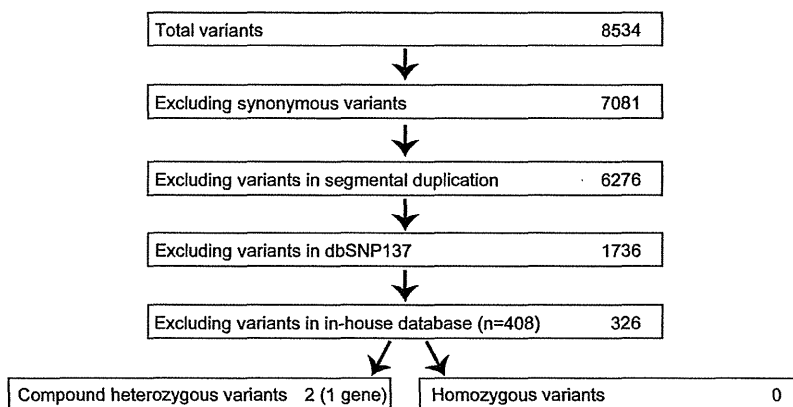 Total variants 8534
Excluding synonymous variants 7081
Excluding variants in segmental duplication 6276
Excluding variants in dbSNP137 1736
Excluding variants in in-house database (n=408) 326
Compound heterozygous variants 2 (1 gene)
Homozygous variants 0